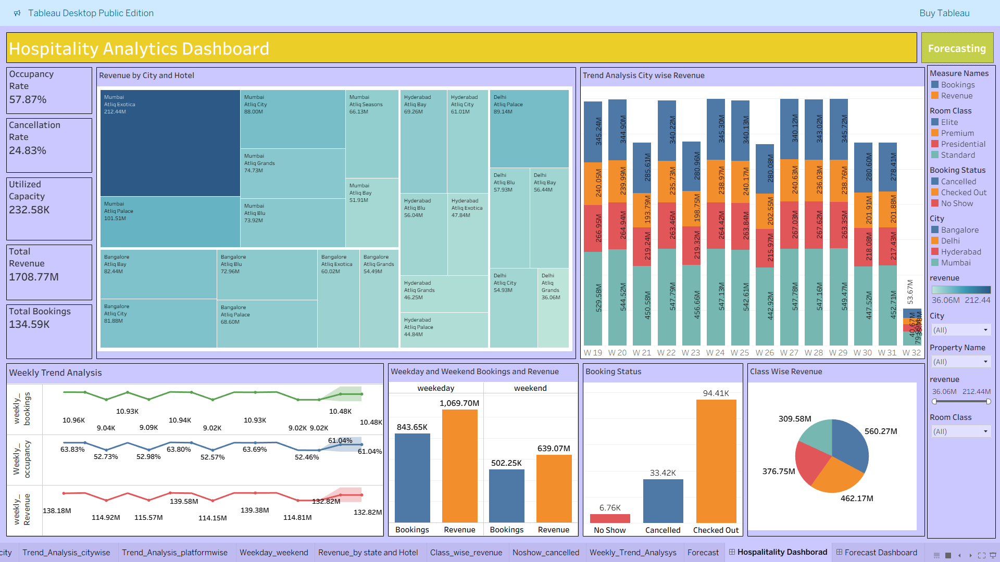 Tableau Desktop Public Edition
Buy Tableau
Hospitality Analytics Dashboard
Forecasting
Occupancy
Rate
57.87%
Cancellation
Rate
24.83%
Utilized
Capacity
232.58K
Total
Revenue
1708.77M
Total Bookings
134.59K
Revenue by City and Hotel
Mumbai
Atliq Exotica
212.44M
Mumbai
Atliq Palace
101.51M
Mumbai
Atliq City
88.00M
Mumbai
Atliq Grands
74.73M
Mumbai
Atliq Blu
73.92M
Mumbai
Atliq Seasons
66.13M
Mumbai
Atliq Bay
51.91M
Bangalore
Atliq Bay
82.44M
Bangalore
Atliq City
81.88M
Bangalore
Atliq Blu
72.96M
Bangalore
Atliq Palace
68.60M
Bangalore
Atliq Exotica
60.02M
Bangalore
Atliq Grands
54.49M
Hyderabad
Atliq Bay
69.26M
Hyderabad
Atliq City
61.01M
Hyderabad
Atliq Blu
56.04M
Hyderabad
Atliq Exotica
47.84M
Hyderabad
Atliq Grands
46.25M
Hyderabad
Atliq Palace
44.84M
Delhi
Atliq Palace
89.14M
Delhi
Atliq Blu
57.93M
Delhi
Atliq Bay
56.44M
Delhi
Atliq City
54.93M
Delhi
Atliq
Grands
36.06M
Trend Analysis City wise Revenue
345.24M
240.05M
266.95M
529.58M
344.90M
239.99M
264.94M
544.52M
285.61M
193.79M
219.24M
450.58M
340.22M
235.73M
263.46M
547.79M
280.96M
198.75M
219.32M
456.66M
345.30M
238.97M
264.42M
547.13M
340.13M
240.17M
263.84M
542.61M
280.08M
202.55M
215.97M
442.92M
340.12M
240.63M
267.03M
547.78M
343.02M
236.03M
267.62M
547.16M
345.72M
238.76M
263.35M
549.47M
280.60M
201.91M
218.08M
447.52M
278.41M
201.88M
217.43M
452.71M
53.67M
40.67M
W 19
W 20
W 21
W 22
W 23
W 24
W 25
W 26
W 27
W 28
W 29
W 30
W 31
W 32
Measure Names
Bookings
Revenue
Room Class
Elite
Premium
Presidential
Standard
Booking Status
Cancelled
Checked Out
No Show
City
Bangalore
Delhi
Hyderabad
Mumbai
revenue
36.06M 212.44
City
(All)
Property Name
(All)
revenue
36.06M 212.44M
Room Class
(All)
Weekly Trend Analysis
weekly_
bookings
10.96K
9.04K
10.93K
9.09K
10.94K
9.02K
10.93K
9.02K
9.02K
10.48K
10.48K
Weekly_
occupancy
63.83%
52.73%
52.98%
63.80%
52.57%
63.69%
52.46%
61.04%
61.04%
weekly_
Revenue
138.18M
114.92M
115.57M
139.58M
114.15M
139.38M
114.81M
132.82M
132.82M
Weekday and Weekend Bookings and Revenue
weekeday
weekend
843.65K
1,069.70M
502.25K
639.07M
Bookings
Revenue
Bookings
Revenue
Booking Status
6.76K
33.42K
94.41K
No Show
Cancelled
Checked Out
Class Wise Revenue
309.58M
560.27M
376.75M
462.17M
city
Trend_Analysis_citywise
Trend_Analysis_platformwise
Weekday_weekend
Revenue_by state and Hotel
Class_wise_revenue
Noshow_cancelled
Weekly_Trend_Analysys
Forecast
Hospalitality Dashborad
Forecast Dashboard